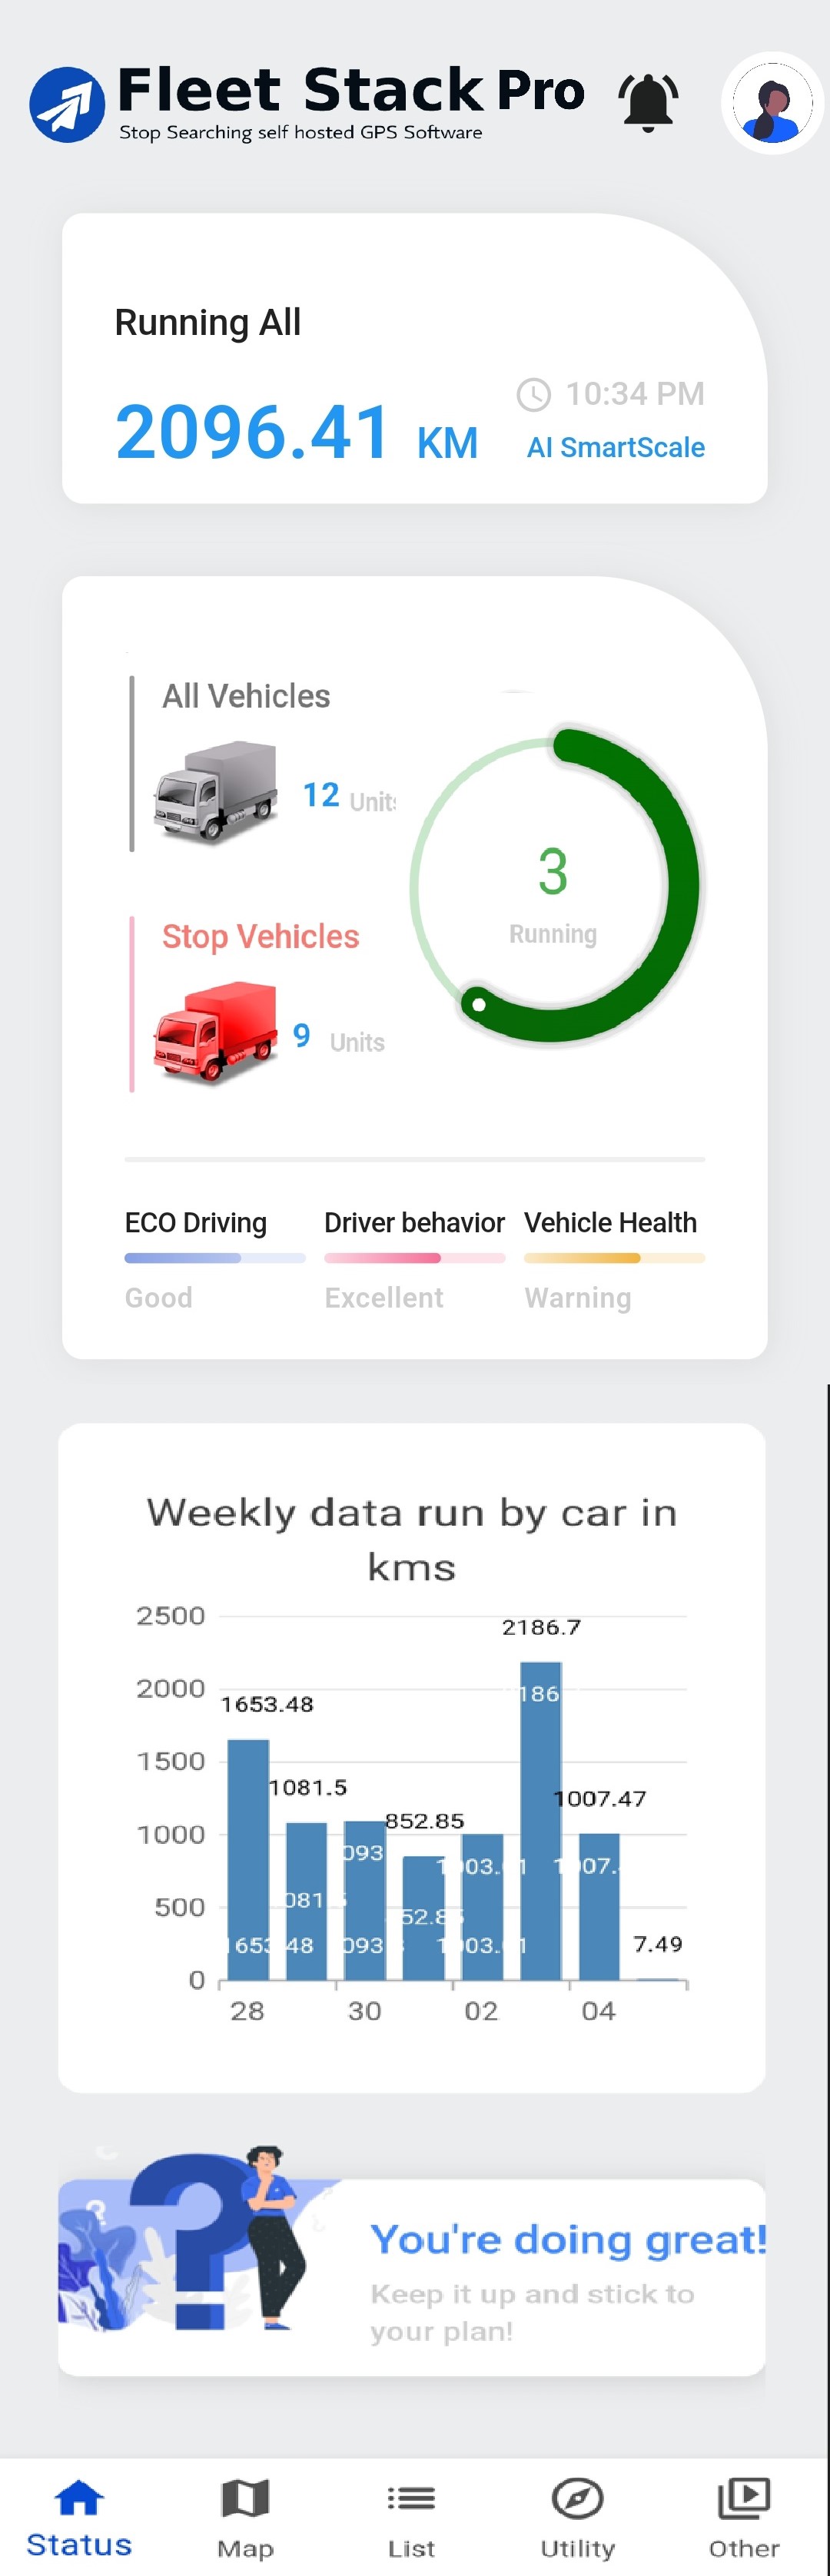 Fleet Stack Pro
Stop Searching self hosted GPS Software
Running All
10:34 PM
2096.41 KM
AI SmartScale
All Vehicles
12 Units
3
Running
Stop Vehicles
9 Units
ECO Driving
Driver behavior
Vehicle Health
Good
Excellent
Warning
Weekly data run by car in
kms
2500
2186.7
2000
1653.48
1500
1081.5
1007.47
852.85
1000
500
7.49
0
28
30
02
04
?
You're doing great!
Keep it up and stick to
your plan!
Status
Map
List
Utility
Other